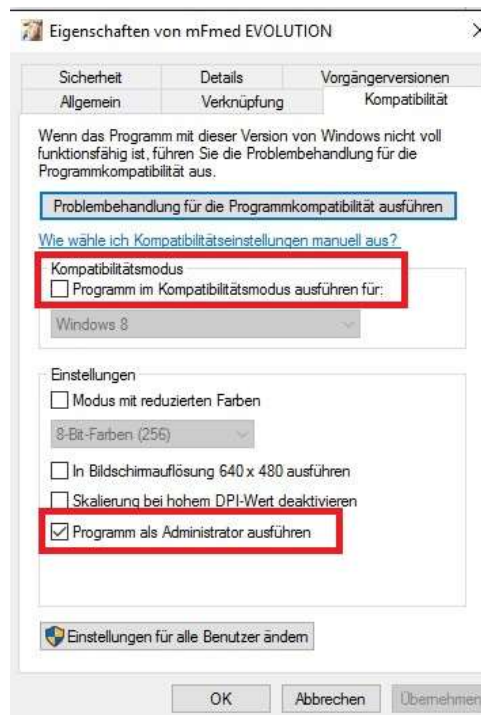 Eigenschaften von mFmed EVOLUTION
Sicherheit Details Vorgängerversionen
Allgemein Verknüpfung Kompatibilität
Wenn das Programm mit dieser Version von Windows nicht voll
funktionsfähig ist, führen Sie die Problembehandlung für die
Programmkompatibilität aus.
Problembehandlung für die Programmkompatibilität ausführen
Wie wähle ich Kompatibilitätseinstellungen manuell aus?
Kompatibilitätsmodus
Programm im Kompatibilitätsmodus ausführen für:
Windows 8
Einstellungen
Modus mit reduzierten Farben
8-Bit-Farben (256)
In Bildschirmauflösung 640 x 480 ausführen
Skalierung bei hohem DPI-Wert deaktivieren
Programm als Administrator ausführen
Einstellungen für alle Benutzer ändern
OK Abbrechen Übernehmen